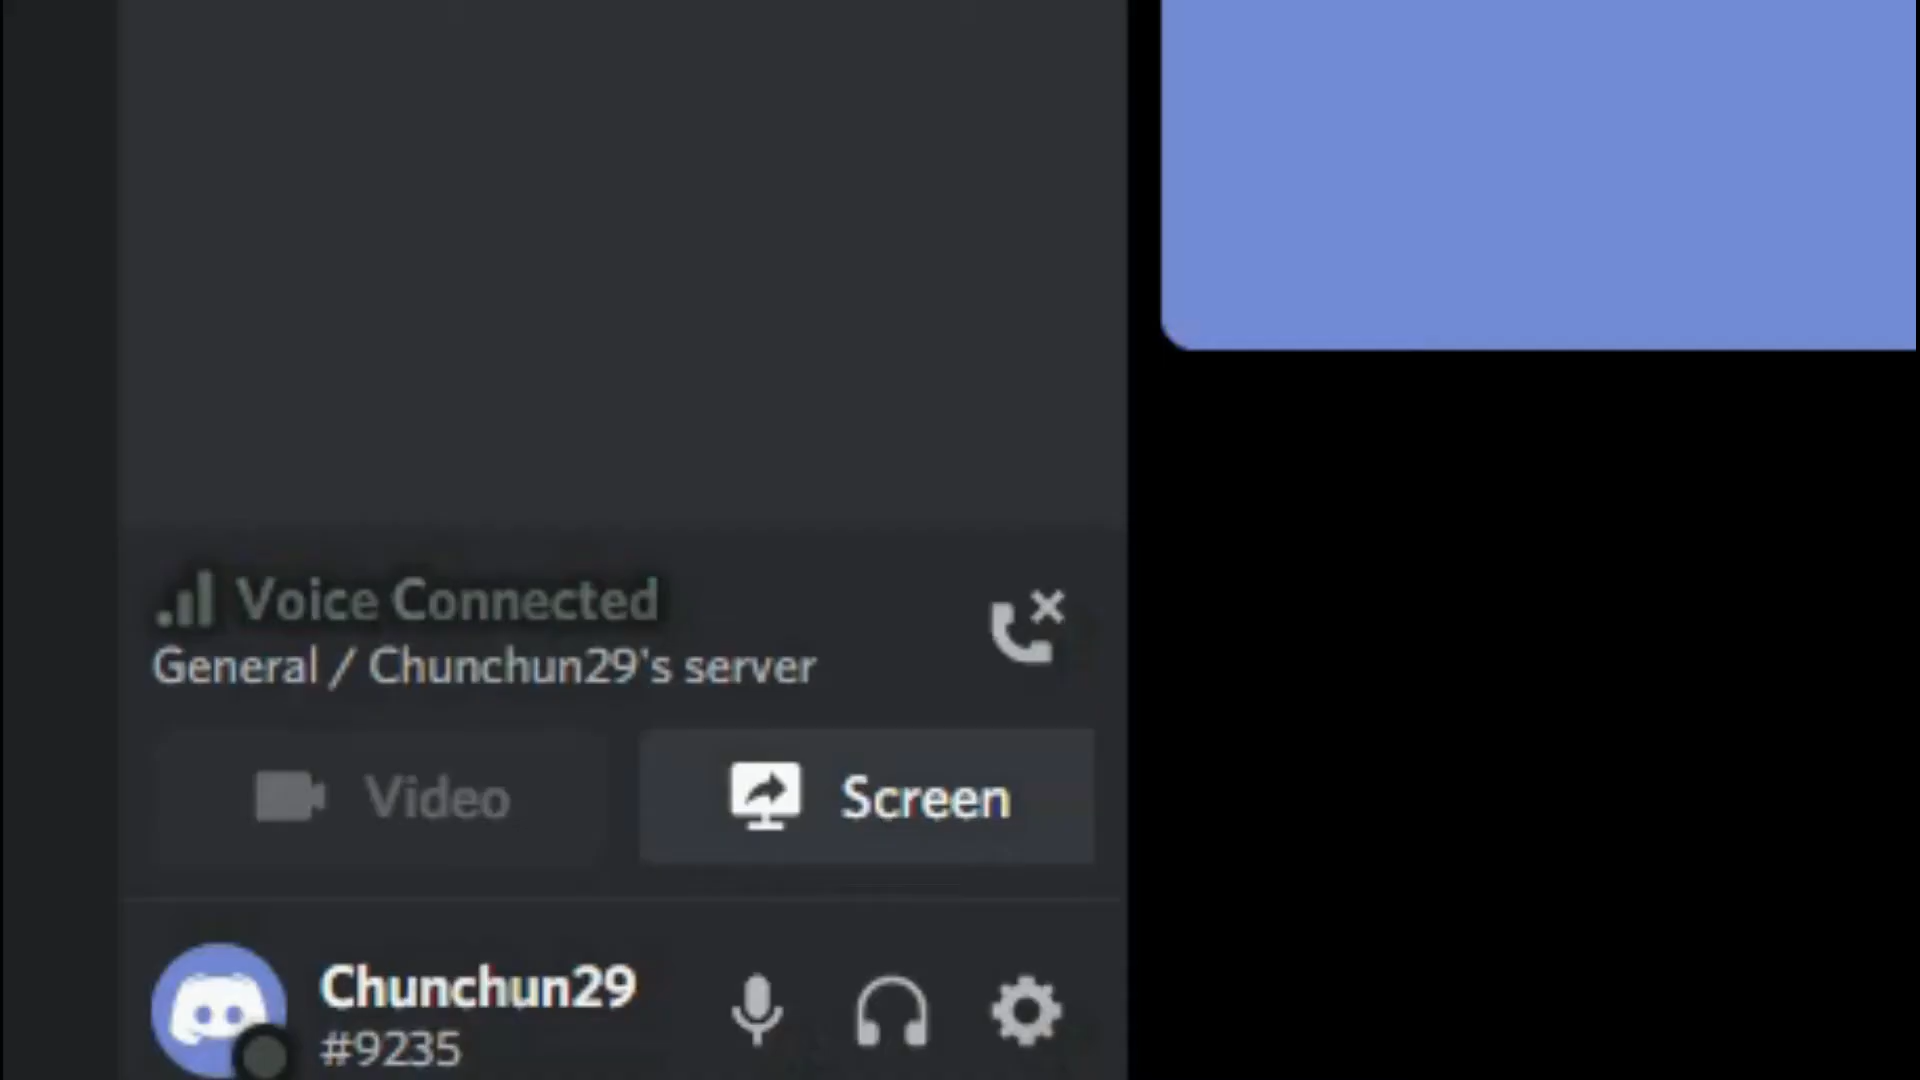 Voice Connected
General / Chunchun29's server
Video
Screen
Chunchun29
#9235